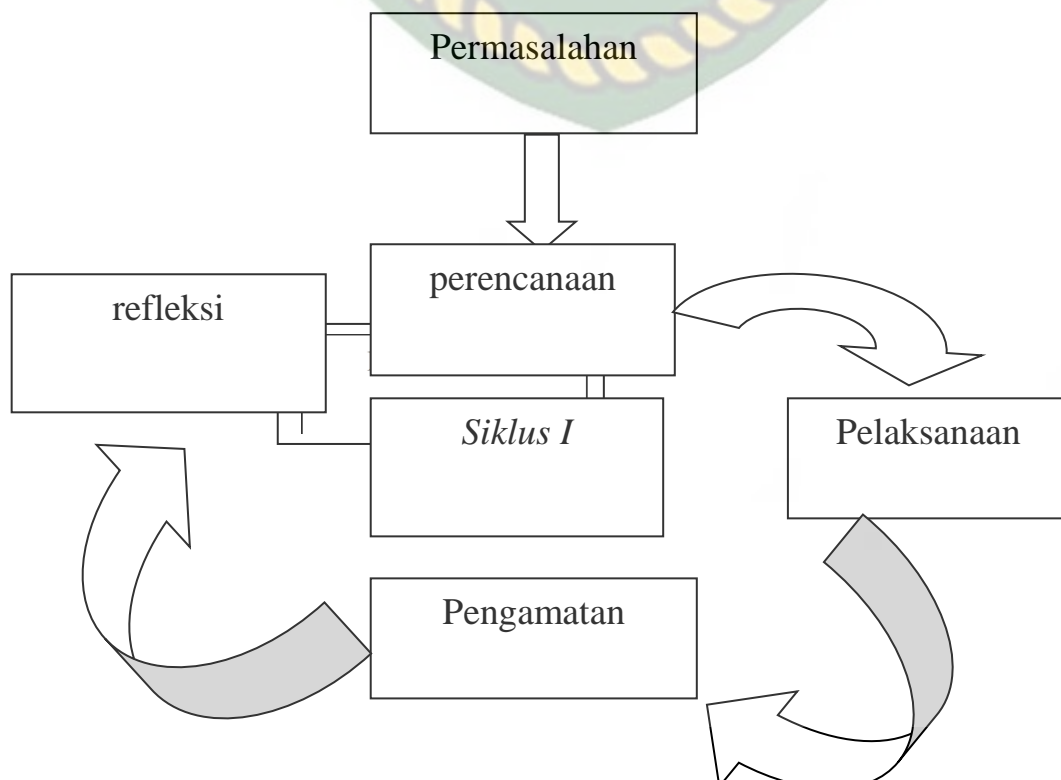 Permasalahan
perencanaan
refleksi
Siklus I
Pelaksanaan
Pengamatan